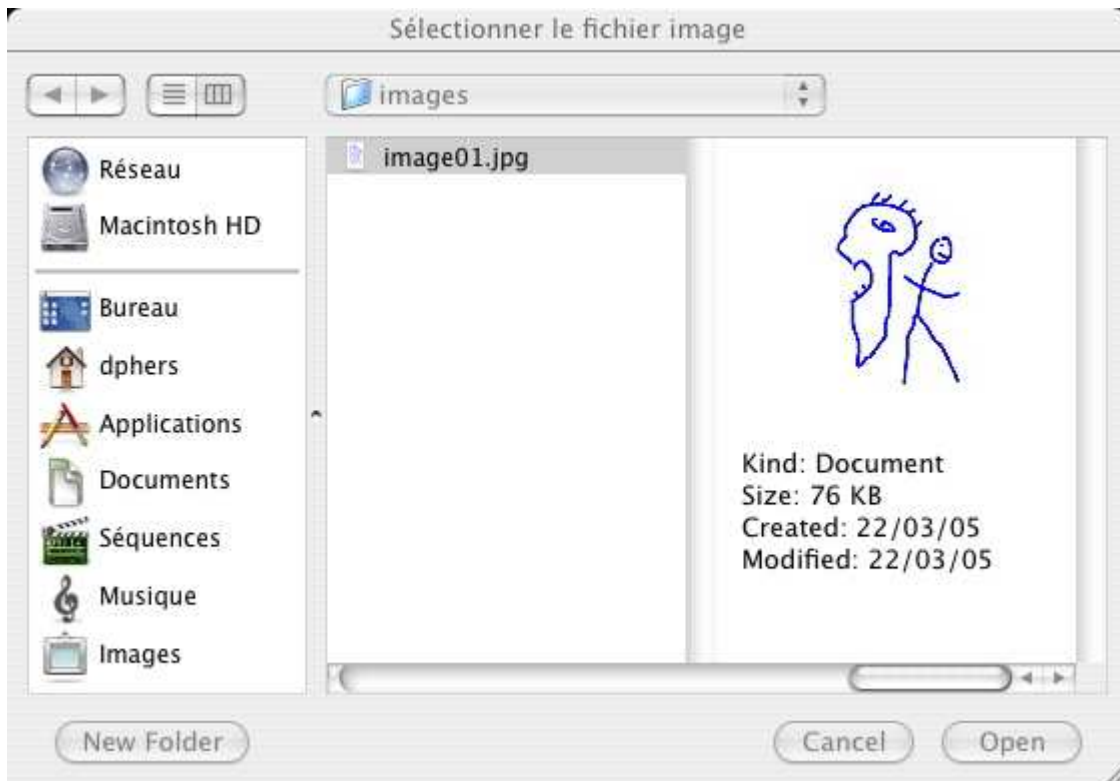 Sélectionner le fichier image
images
Réseau
Macintosh HD
Bureau
dphers
Applications
Documents
Séquences
Musique
Images
image01.jpg
Kind: Document
Size: 76 KB
Created: 22/03/05
Modified: 22/03/05
New Folder
Cancel
Open